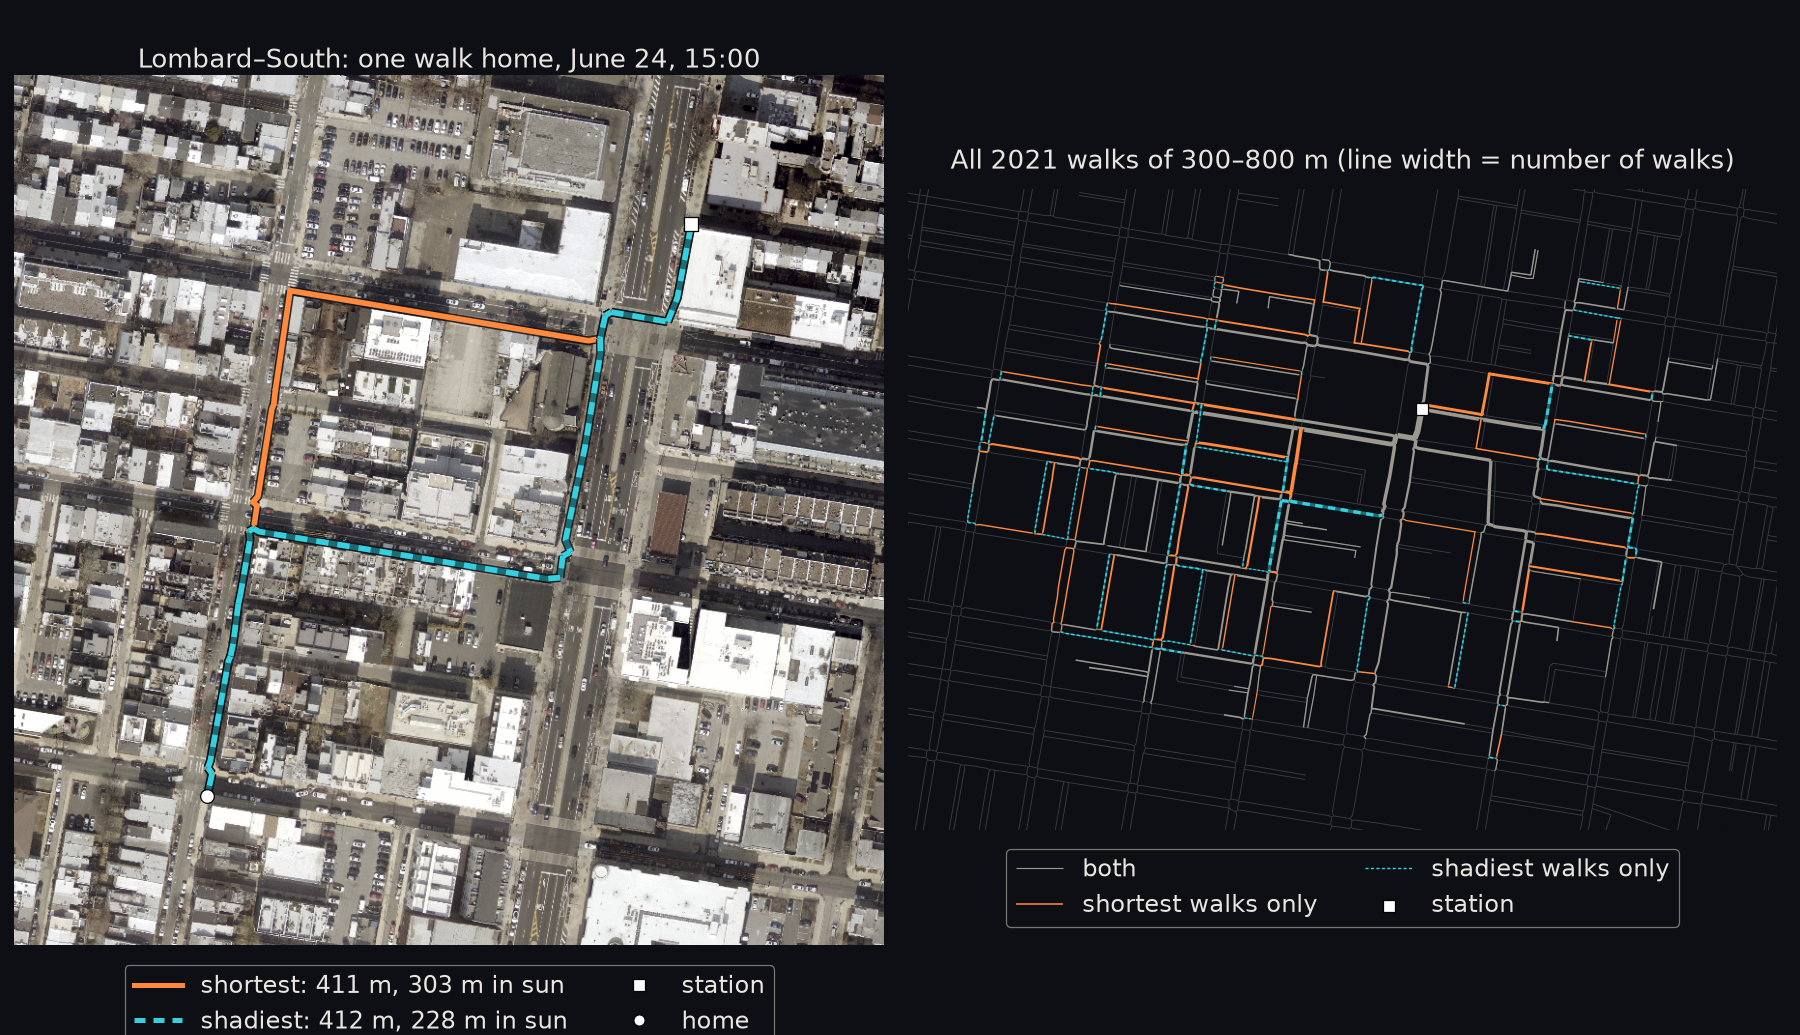 Lombard–South: one walk home, June 24, 15:00
shortest: 411 m, 303 m in sun
station
shadiest: 412 m, 228 m in sun
home
All 2021 walks of 300–800 m (line width = number of walks)
both
shadiest walks only
shortest walks only
station